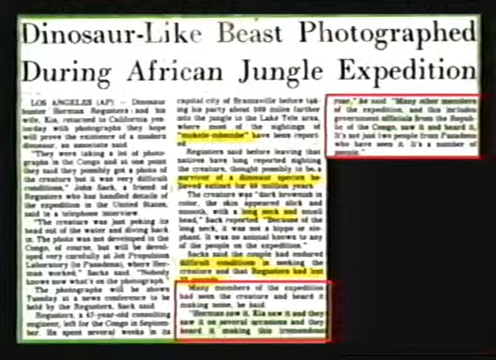 Dinosaur-Like Beast Photographed
During African Jungle Expedition
LOS ANGELES (AP) — Dinosaur
hunter Herman Regusters and his
wife, Kia, returned to California yes-
terday with photographs they hope
will prove the existence of a modern
dinosaur, an associate said.
"They were taking a lot of photo-
graphs in the Congo and at one point
they said they possibly got a photo of
the creature but it was very difficult
conditions," John Sack, a friend of
Regusters who has handled details of
the expedition in the United States,
said in a telephone interview.
"The creature was just poking its
head out of the water and diving back
in. The photo was not developed in the
Congo, of course, but will be devel-
oped very carefully at Jet Propulsion
Laboratory (in Pasadena), where Her-
man worked," Sacks said. "Nobody
knows now what's on the photograph."
The photographs will be shown
Tuesday at a news conference to be
held by the Regusters, Sack said.
Regusters, a 47-year-old consulting
engineer, left for the Congo in Septem-
ber. He spent several weeks in its
capital city of Brazzaville before tak-
ing his party about 500 miles farther
into the jungle in the Lake Tele area,
where most of the sightings of
"mokele-mbembe" have been report-
ed.
Regusters said before leaving that
natives have long reported sighting
the creature, thought possibly to be a
survivor of a dinosaur species be-
lieved extinct for 60 million years.
The creature was "dark brownish in
color, the skin appeared slick and
smooth, with a long neck and small
head," Sack reported. "Because of the
long neck, it was not a hippo or ele-
phant. It was no animal known to any
of the people on the expedition."
Sacks said the couple had endured
difficult conditions in seeking the
creature and that Regusters had lost
Many members of the expedition
had seen the creature and heard it
making noise, he said.
"Herman saw it, Kia saw it and they
saw it on several occasions and they
heard it making this tremendous
roar," he said. "Many other members
of the expedition, and this includes
government officials from the Repub-
lic of the Congo, saw it and heard it.
It's not just two people from Pasadena
who have seen it. It's a number of
people."